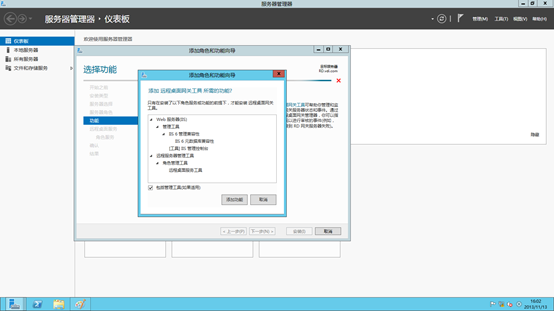 服务器管理器
服务器管理器 · 仪表板
管理(M) 工具(T) 视图(V) 帮助(H)
仪表板
本地服务器
所有服务器
文件和存储服务
欢迎使用服务器管理器
添加角色和功能向导
选择功能
目标服务器
开始之前
安装类型
服务器选择
服务器角色
功能
远程桌面服务
角色服务
确认
结果
添加角色和功能向导
添加 远程桌面网关工具 所需的功能?
只有在安装了以下角色服务或功能的前提下，才能安装 远程桌面网关工具。
Web 服务器(IIS)
管理工具
IIS 6 管理兼容性
IIS 6 元数据库兼容性
[工具] IIS 管理控制台
远程服务器管理工具
角色管理工具
远程桌面服务工具
包括管理工具(如果适用)
添加功能
取消
隐藏
< 上一步(P)
下一步(N) >
安装(I)
取消
16:02
2013/11/13